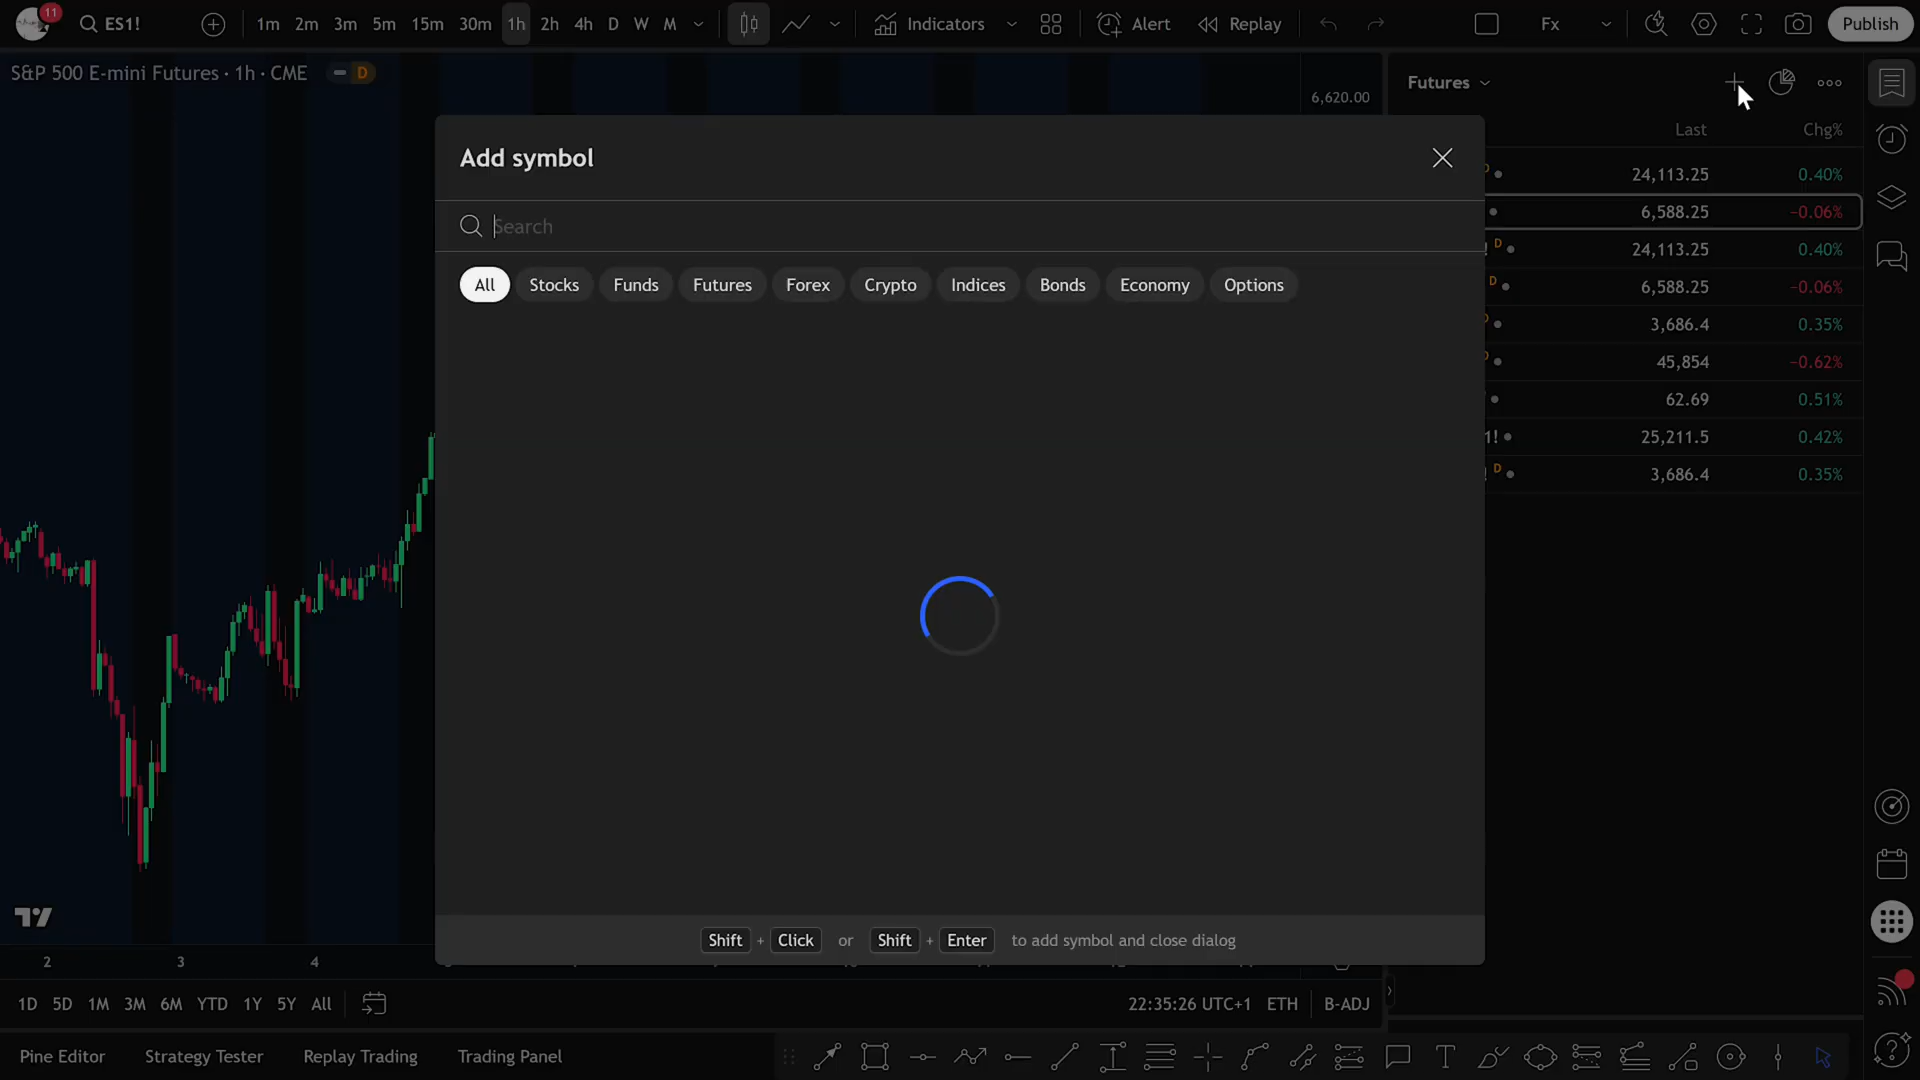 11
ES1!
1m 2m 3m 5m 15m 30m 1h 2h 4h D W M
Indicators
Alert
Replay
Fx
Publish
S&P 500 E-mini Futures · 1h · CME
D
6,620.00
Futures
Last Chg%
D 24,113.25 0.40%
6,588.25 −0.06%
! D 24,113.25 0.40%
D 6,588.25 −0.06%
D 3,686.4 0.35%
D 45,854 −0.62%
62.69 0.51%
1! 25,211.5 0.42%
! D 3,686.4 0.35%
Add symbol
Search
All Stocks Funds Futures Forex Crypto Indices Bonds Economy Options
Shift + Click or Shift + Enter to add symbol and close dialog
2 3 4
1D 5D 1M 3M 6M YTD 1Y 5Y All
22:35:26 UTC+1 ETH B-ADJ
Pine Editor Strategy Tester Replay Trading Trading Panel